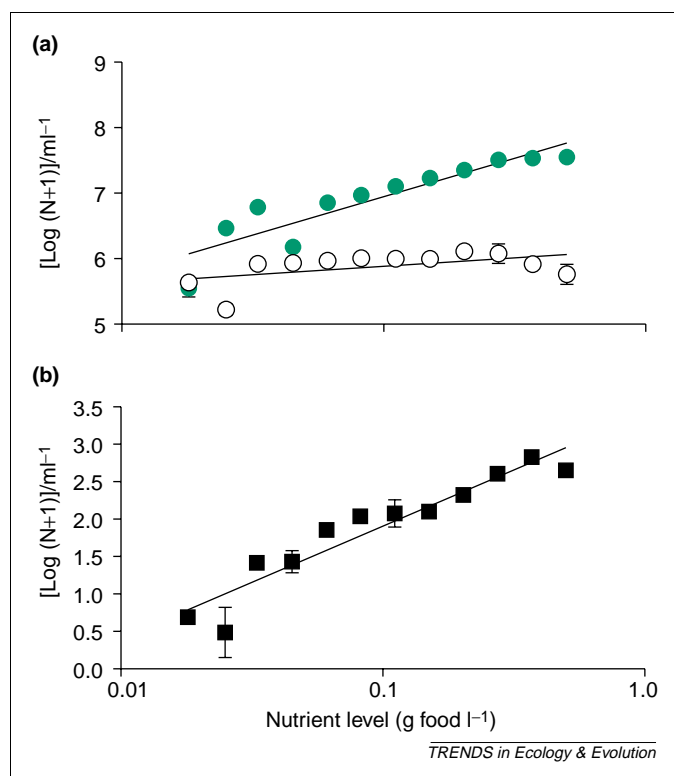 (a)
[Log (N+1)]/ml–1
9
8
7
6
5
(b)
[Log (N+1)]/ml–1
3.5
3.0
2.5
2.0
1.5
1.0
0.5
0.0
0.01 0.1 1.0
Nutrient level (g food l–1)
TRENDS in Ecology & Evolution